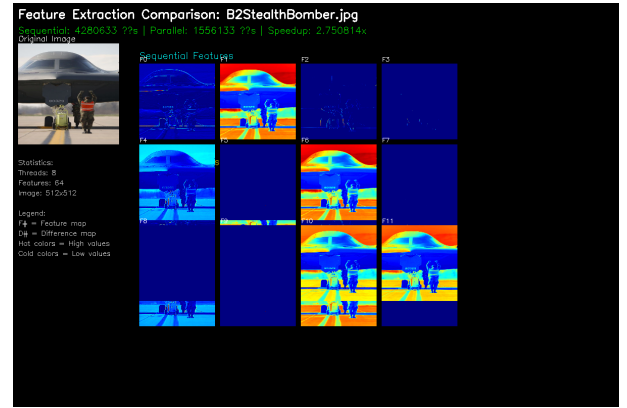 Feature Extraction Comparison: B2StealthBomber.jpg
Sequential: 4280633 ??s | Parallel: 1556133 ??s | Speedup: 2.750814x
Original Image
Sequential Features
F0 F1 F2 F3
F4 F5 F6 F7
F8 F9 F10 F11
Statistics:
Threads: 8
Features: 64
Image: 512x512
Legend:
F# = Feature map
D# = Difference map
Hot colors = High values
Cold colors = Low values